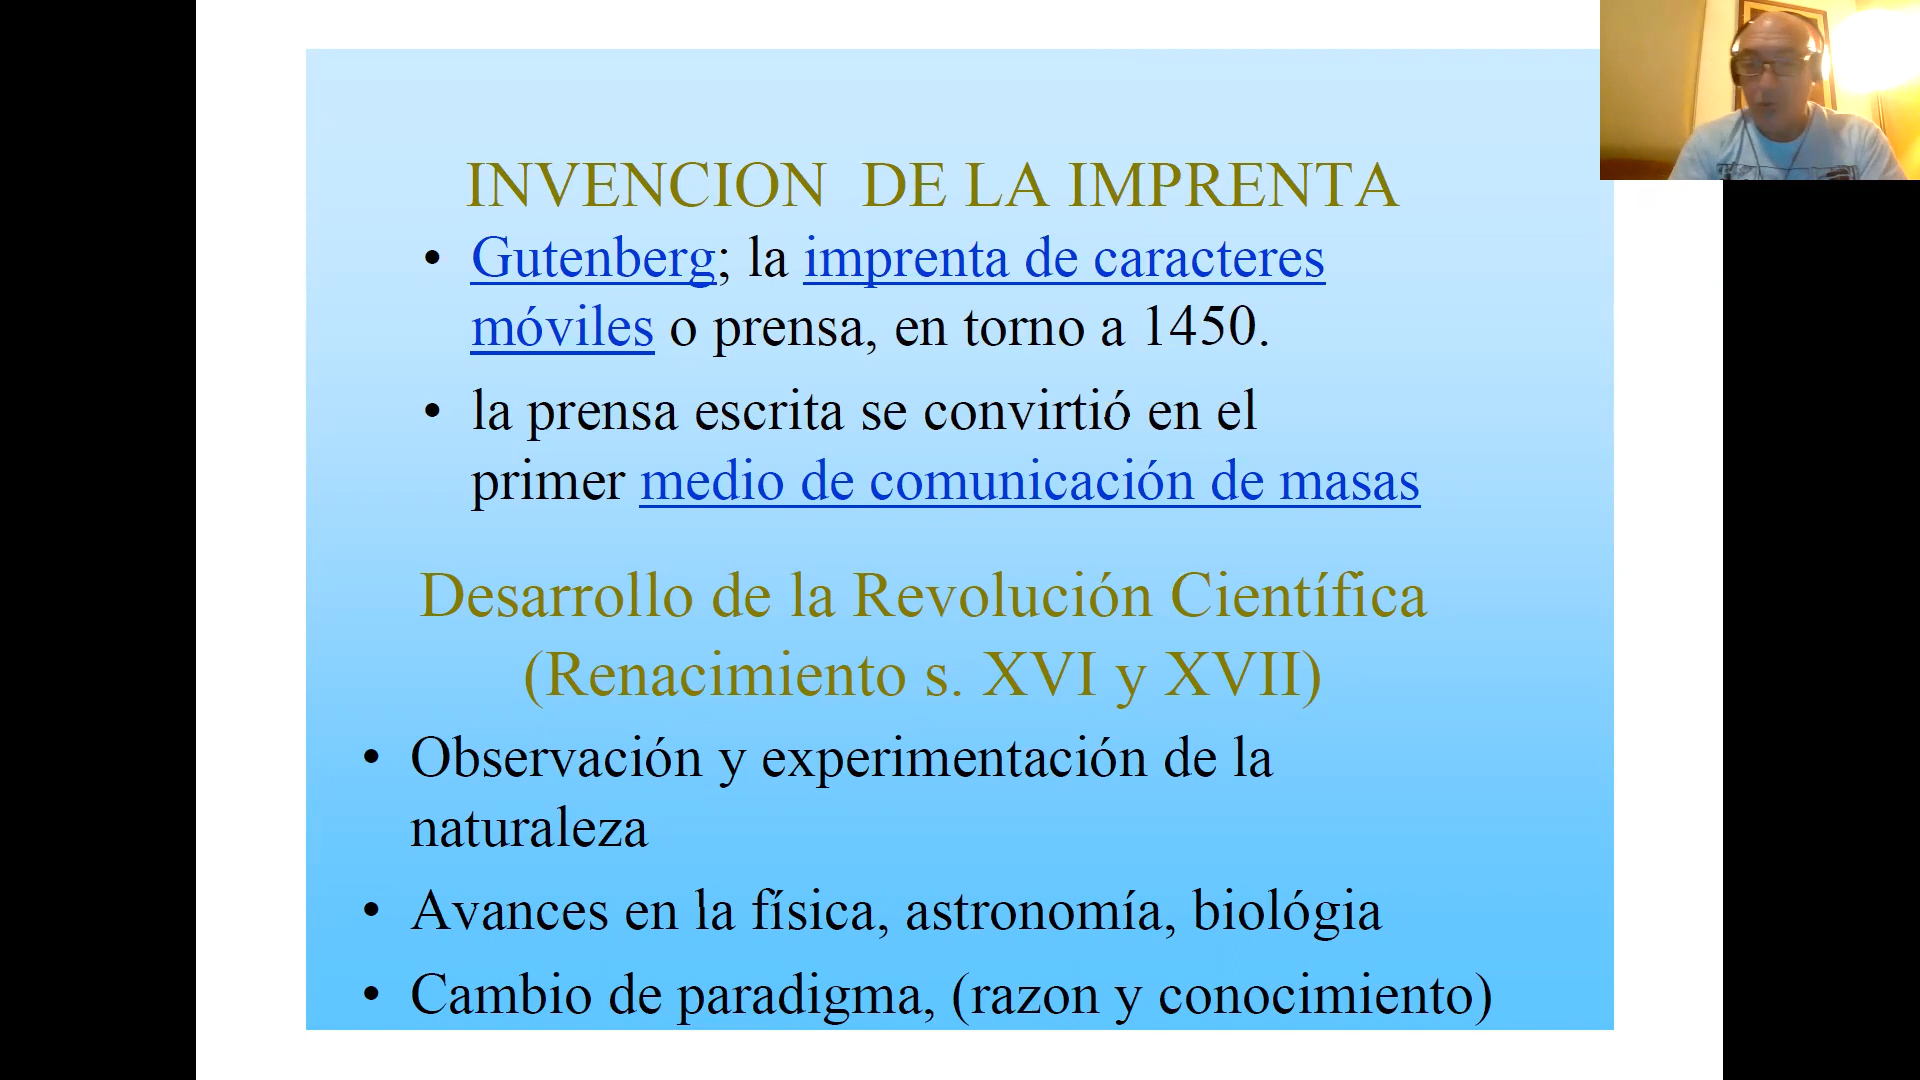 INVENCION DE LA IMPRENTA
• Gutenberg; la imprenta de caracteres
móviles o prensa, en torno a 1450.
• la prensa escrita se convirtió en el
primer medio de comunicación de masas
Desarrollo de la Revolución Científica
(Renacimiento s. XVI y XVII)
• Observación y experimentación de la
naturaleza
• Avances en la física, astronomía, biológia
• Cambio de paradigma, (razon y conocimiento)